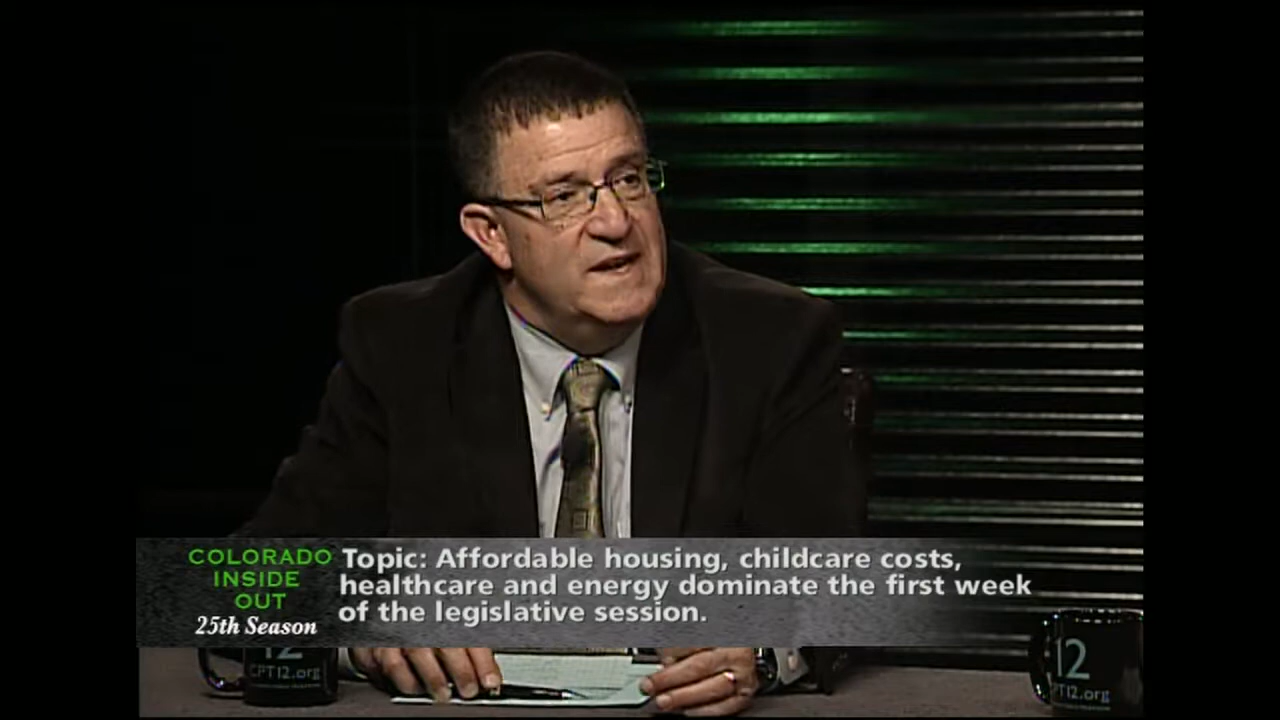 COLORADO
INSIDE
OUT
25th Season
Topic: Affordable housing, childcare costs,
healthcare and energy dominate the first week
of the legislative session.
12
CPT12.org
12
PT12.org